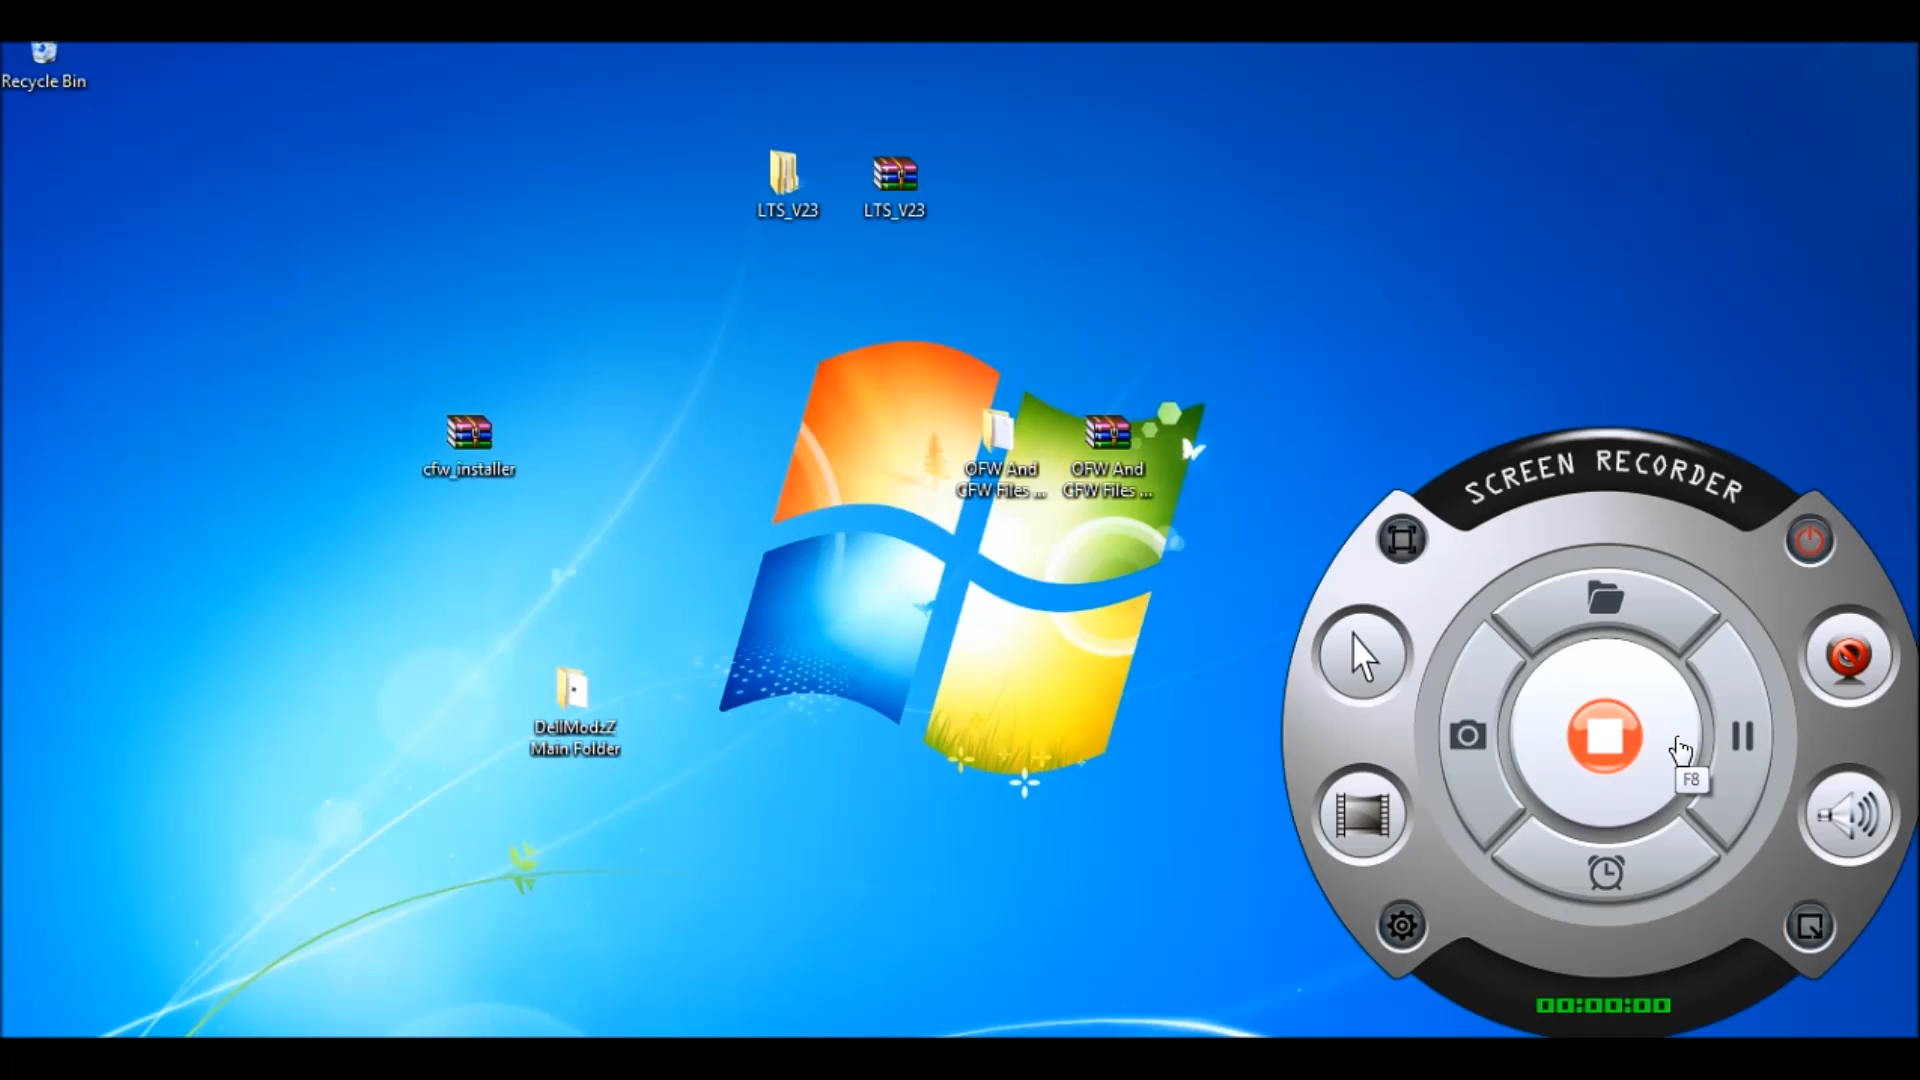 Recycle Bin
LTS_V23
LTS_V23
cfw_installer
OFW And
CFW Files ...
OFW And
CFW Files ...
SCREEN RECORDER
DellModzZ
Main Folder
F8
00:00:00